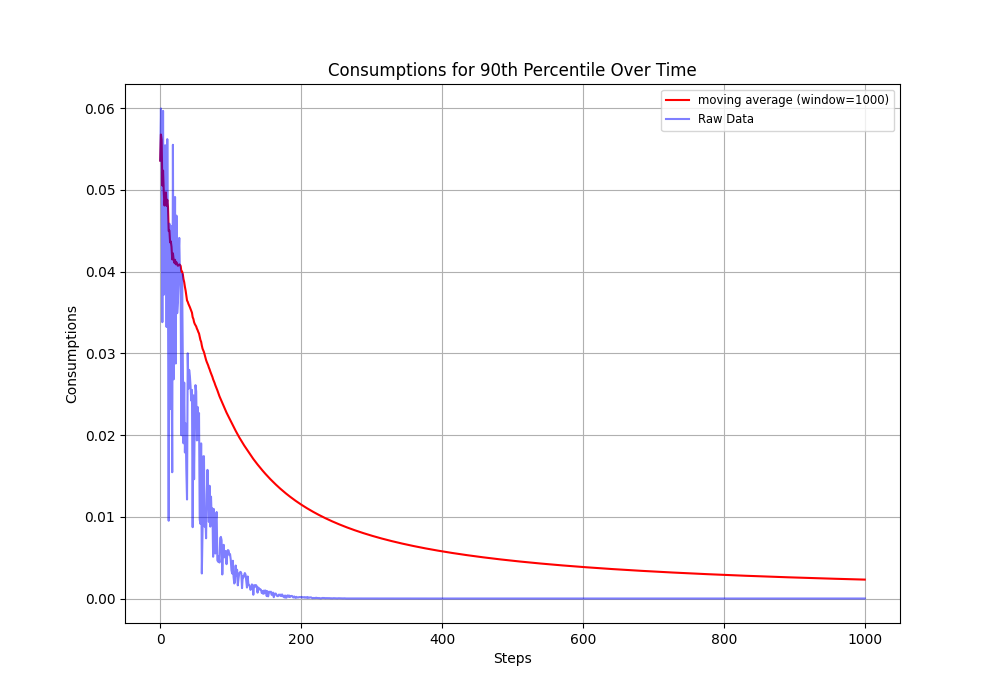 Consumptions for 90th Percentile Over Time
moving average (window=1000)
Raw Data
0.06
0.05
0.04
0.03
0.02
0.01
0.00
Consumptions
0 200 400 600 800 1000
Steps